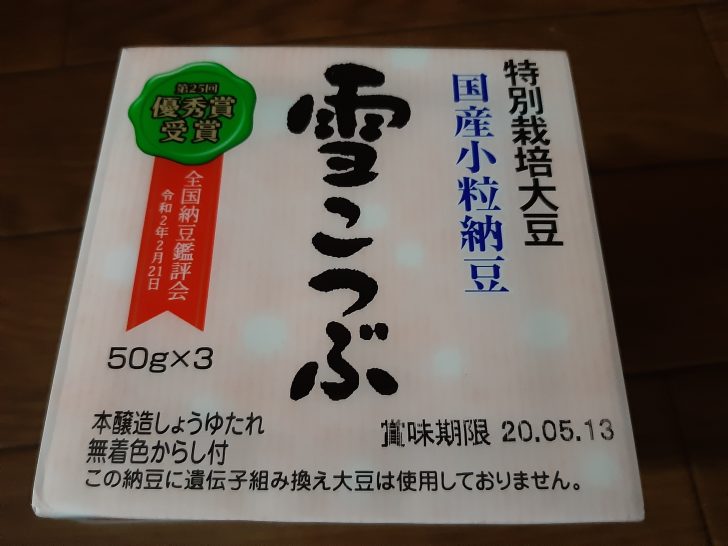 特別栽培大豆
国産小粒納豆
雪こつぶ
第25回
優秀賞
受賞
全国納豆鑑評会
令和2年2月21日
50g×3
本醸造しょうゆたれ
無着色からし付
この納豆に遺伝子組み換え大豆は使用しておりません。
賞味期限 20.05.13